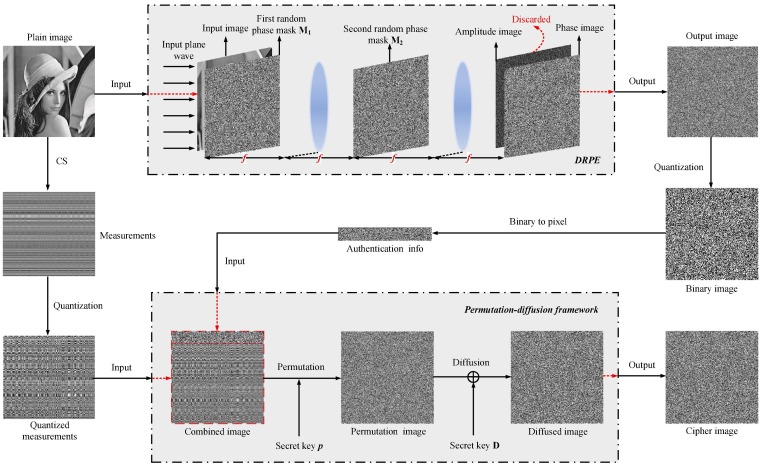 Plain image
Input
Input plane
wave
Input image
First random
phase mask M₁
Second random phase
mask M₂
Amplitude image
Discarded
Phase image
f
f
f
f
DRPE
Output
Output image
CS
Quantization
Measurements
Binary to pixel
Authentication info
Input
Binary image
Quantization
Permutation-diffusion framework
Input
Permutation
Diffusion
Output
Quantized
measurements
Combined image
Secret key p
Permutation image
Secret key D
Diffused image
Cipher image